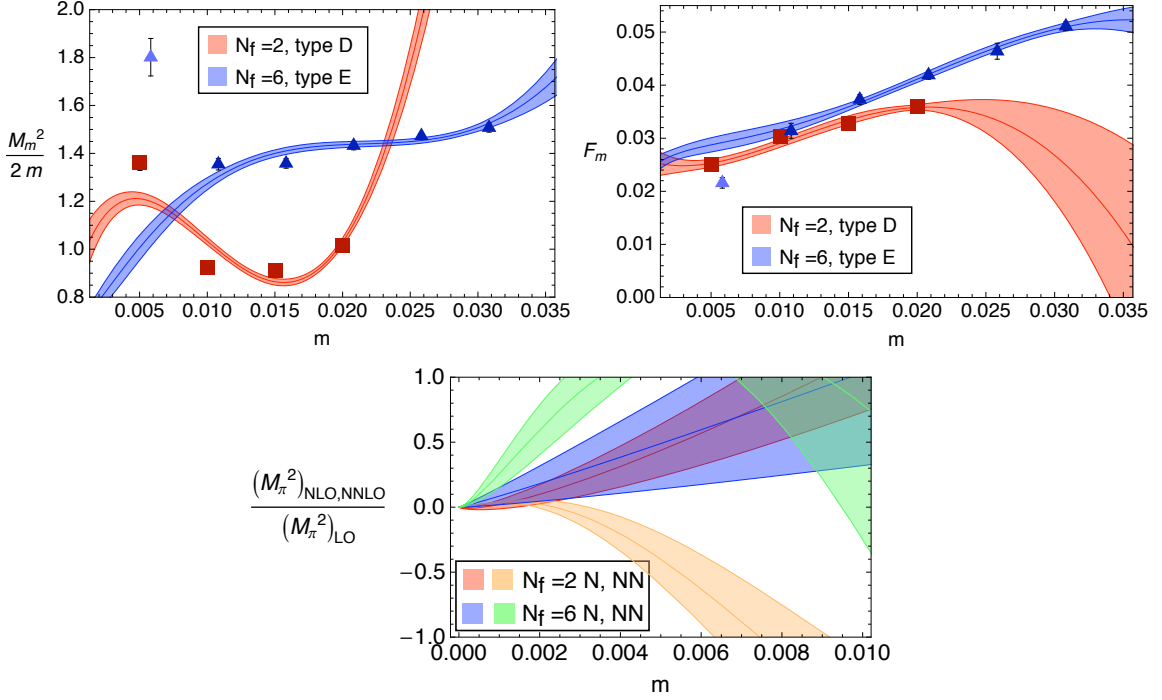 2.0
1.8
1.6
1.4
1.2
1.0
0.8
M_m^2 / 2 m
N_f =2, type D
N_f =6, type E
0.005 0.010 0.015 0.020 0.025 0.030 0.035
m
0.05
0.04
0.03
0.02
0.01
0.00
F_m
N_f =2, type D
N_f =6, type E
0.005 0.010 0.015 0.020 0.025 0.030 0.035
m
1.0
0.5
0.0
−0.5
−1.0
(M_π^2)_NLO,NNLO
(M_π^2)_LO
N_f =2 N, NN
N_f =6 N, NN
0.000 0.002 0.004 0.006 0.008 0.010
m